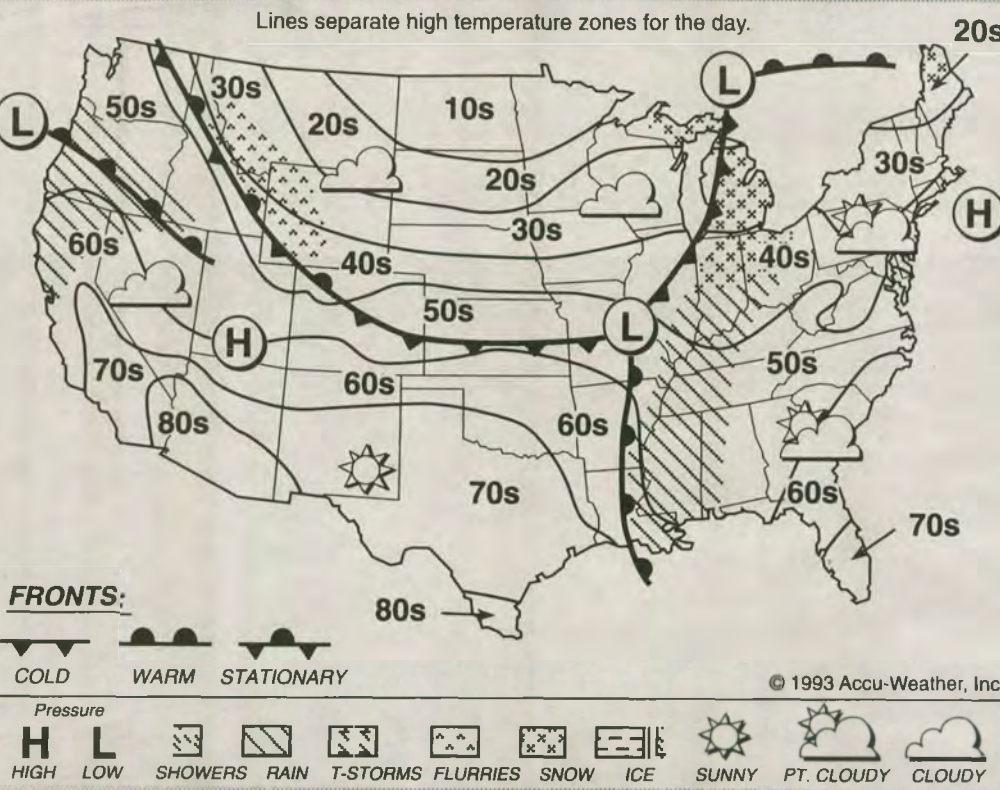 Lines separate high temperature zones for the day.
20s
L
50s
30s
20s
10s
L
30s
20s
H
60s
30s
40s
40s
50s
H
L
70s
60s
50s
80s
60s
70s
60s
70s
80s
FRONTS:
COLD WARM STATIONARY
© 1993 Accu-Weather, Inc
Pressure
H L
HIGH LOW SHOWERS RAIN T-STORMS FLURRIES SNOW ICE SUNNY PT. CLOUDY CLOUDY